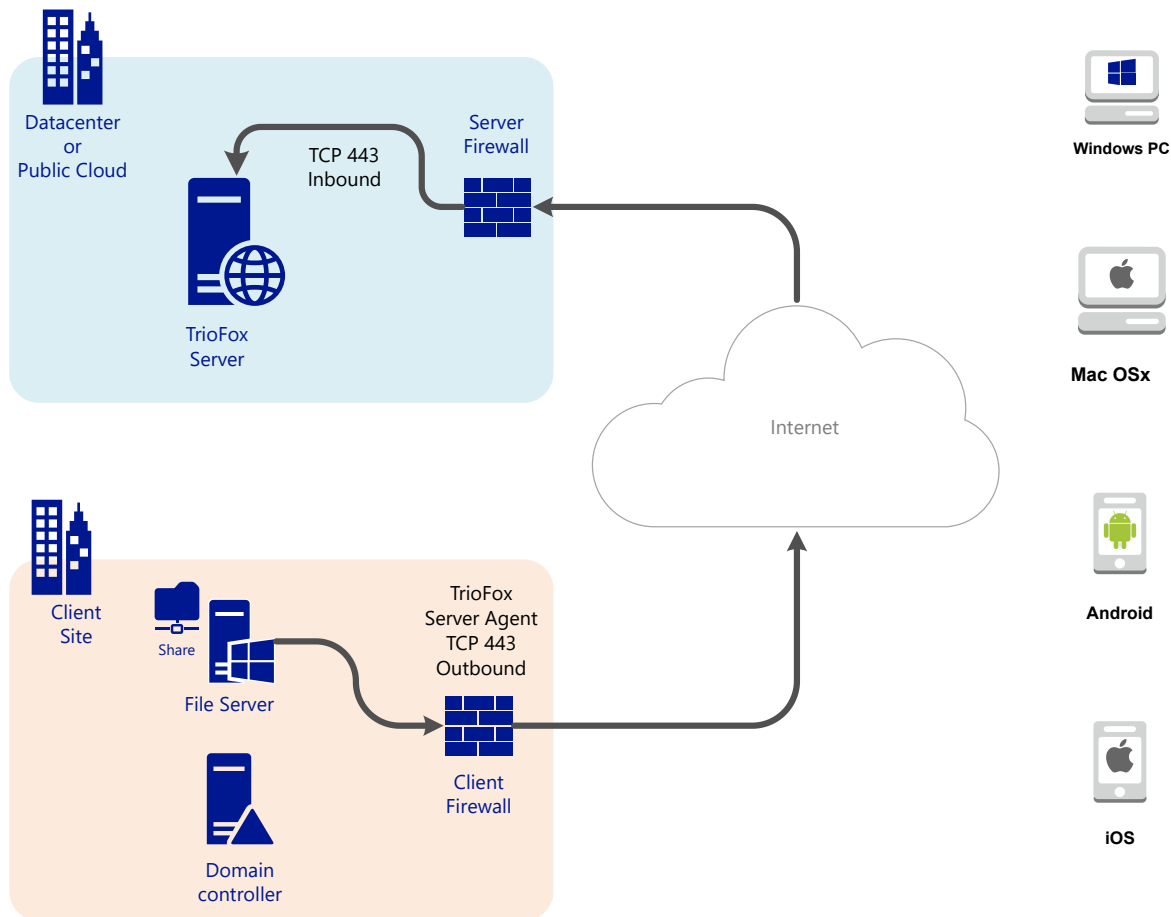 Datacenter
or
Public Cloud
TCP 443
Inbound
Server
Firewall
TrioFox
Server
Windows PC
Mac OSx
Internet
Client
Site
Share
File Server
TrioFox
Server Agent
TCP 443
Outbound
Client
Firewall
Domain
controller
Android
iOS